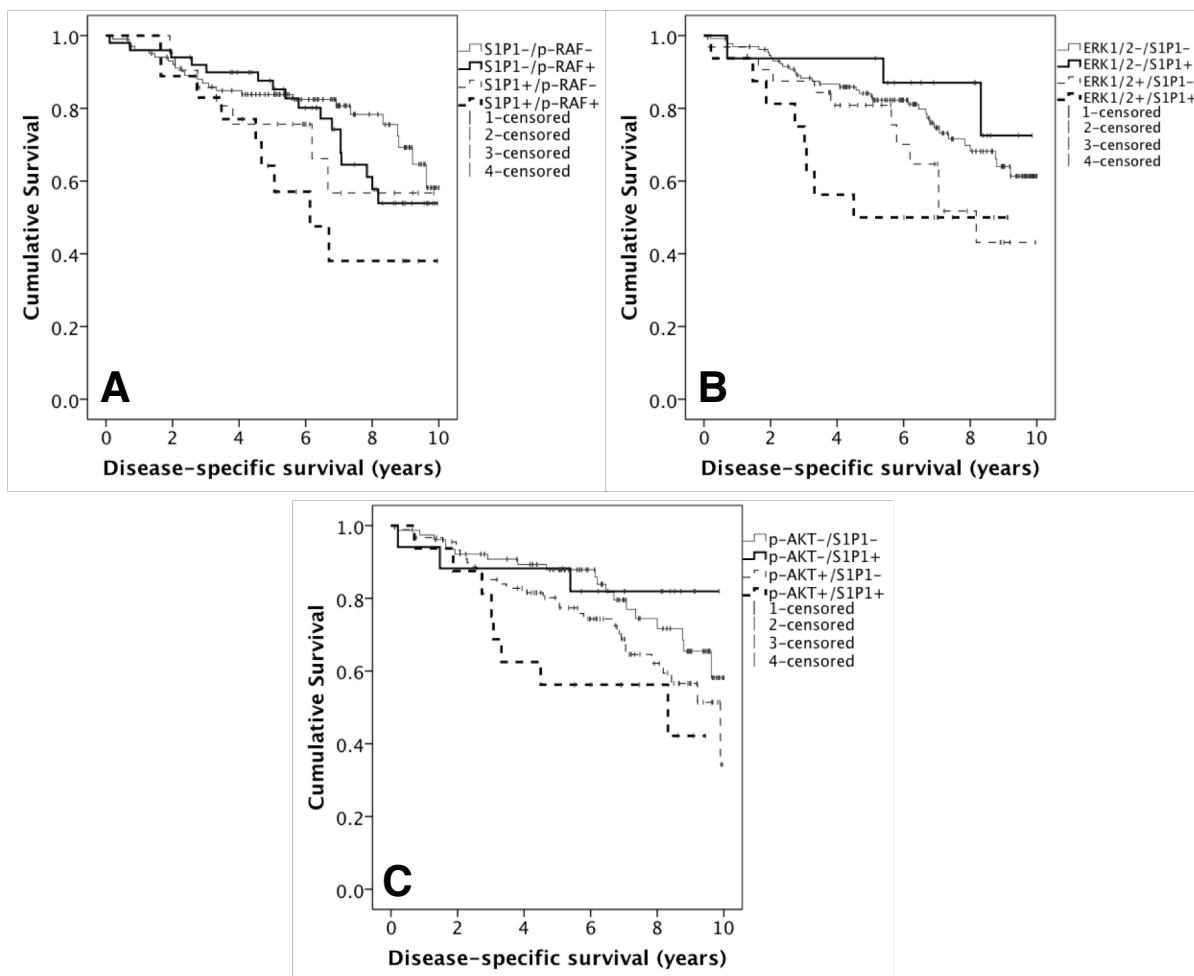 1.0
0.8
0.6
0.4
0.2
0.0
Cumulative Survival
0 2 4 6 8 10
Disease-specific survival (years)
S1P1-/p-RAF-
S1P1-/p-RAF+
S1P1+/p-RAF-
S1P1+/p-RAF+
1-censored
2-censored
3-censored
4-censored
A
1.0
0.8
0.6
0.4
0.2
0.0
Cumulative Survival
0 2 4 6 8 10
Disease-specific survival (years)
ERK1/2-/S1P1-
ERK1/2-/S1P1+
ERK1/2+/S1P1-
ERK1/2+/S1P1+
1-censored
2-censored
3-censored
4-censored
B
1.0
0.8
0.6
0.4
0.2
0.0
Cumulative Survival
0 2 4 6 8 10
Disease-specific survival (years)
p-AKT-/S1P1-
p-AKT-/S1P1+
p-AKT+/S1P1-
p-AKT+/S1P1+
1-censored
2-censored
3-censored
4-censored
C